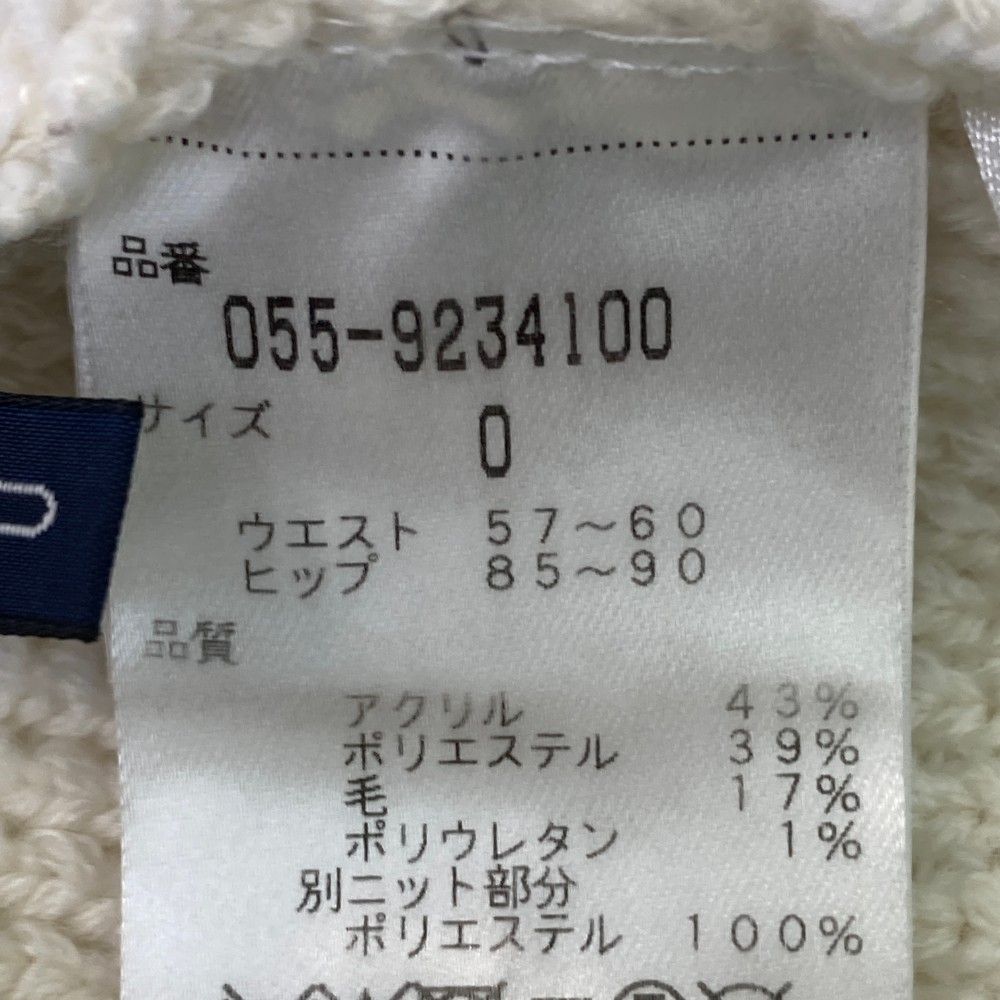 品番
055-9234100
サイズ 0
ウエスト 57～60
ヒップ 85～90
品質
アクリル 43%
ポリエステル 39%
毛 17%
ポリウレタン 1%
別ニット部分
ポリエステル 100%